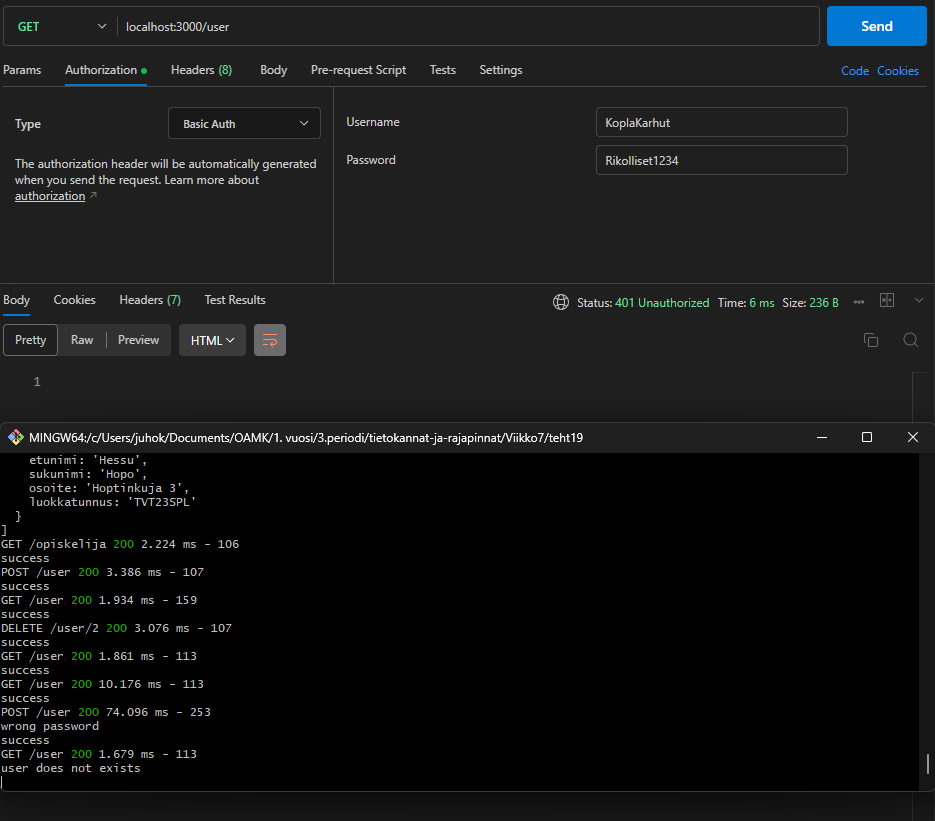 GET localhost:3000/user Send
Params Authorization Headers (8) Body Pre-request Script Tests Settings Code Cookies
Type Basic Auth
The authorization header will be automatically generated
when you send the request. Learn more about
authorization ↗
Username KoplaKarhut
Password Rikolliset1234
Body Cookies Headers (7) Test Results Status: 401 Unauthorized Time: 6 ms Size: 236 B
Pretty Raw Preview HTML
1
MINGW64:/c/Users/juhok/Documents/OAMK/1. vuosi/3.periodi/tietokannat-ja-rajapinnat/Viikko7/teht19
etunimi: 'Hessu',
sukunimi: 'Hopo',
osoite: 'Hoptinkuja 3',
luokkatunnus: 'TVT23SPL'
}
]
GET /opiskelija 200 2.224 ms - 106
success
POST /user 200 3.386 ms - 107
success
GET /user 200 1.934 ms - 159
success
DELETE /user/2 200 3.076 ms - 107
success
GET /user 200 1.861 ms - 113
success
GET /user 200 10.176 ms - 113
success
POST /user 200 74.096 ms - 253
wrong password
success
GET /user 200 1.679 ms - 113
user does not exists